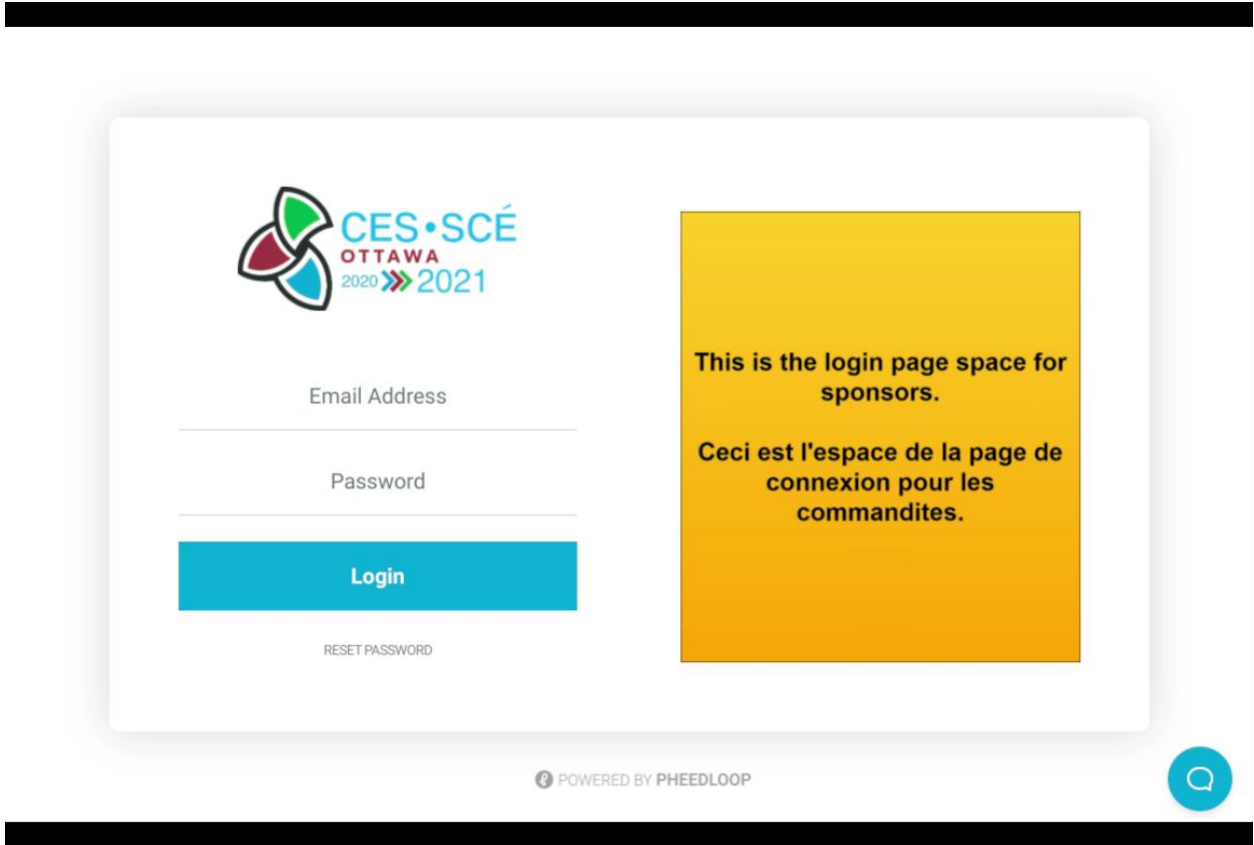 CES•SCÉ
OTTAWA
2020 2021
Email Address
Password
Login
RESET PASSWORD
This is the login page space for
sponsors.
Ceci est l'espace de la page de
connexion pour les
commandites.
POWERED BY PHEEDLOOP